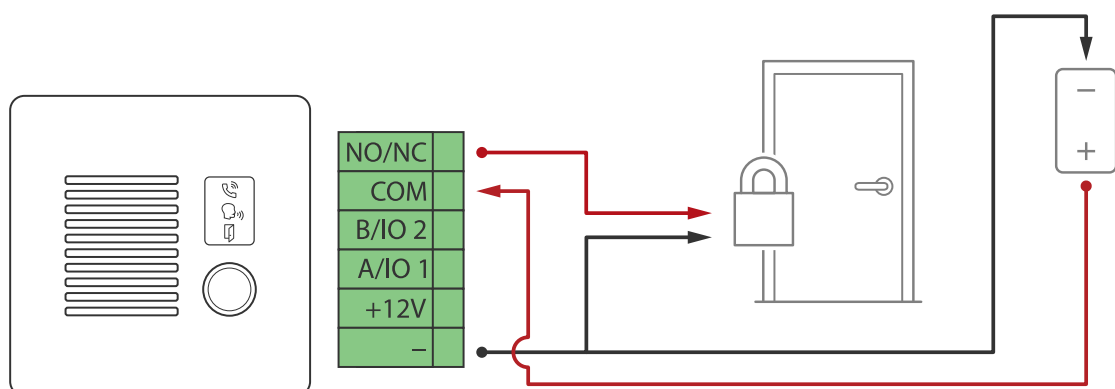 NO/NC
COM
B/IO 2
A/IO 1
+12V
–
–
+